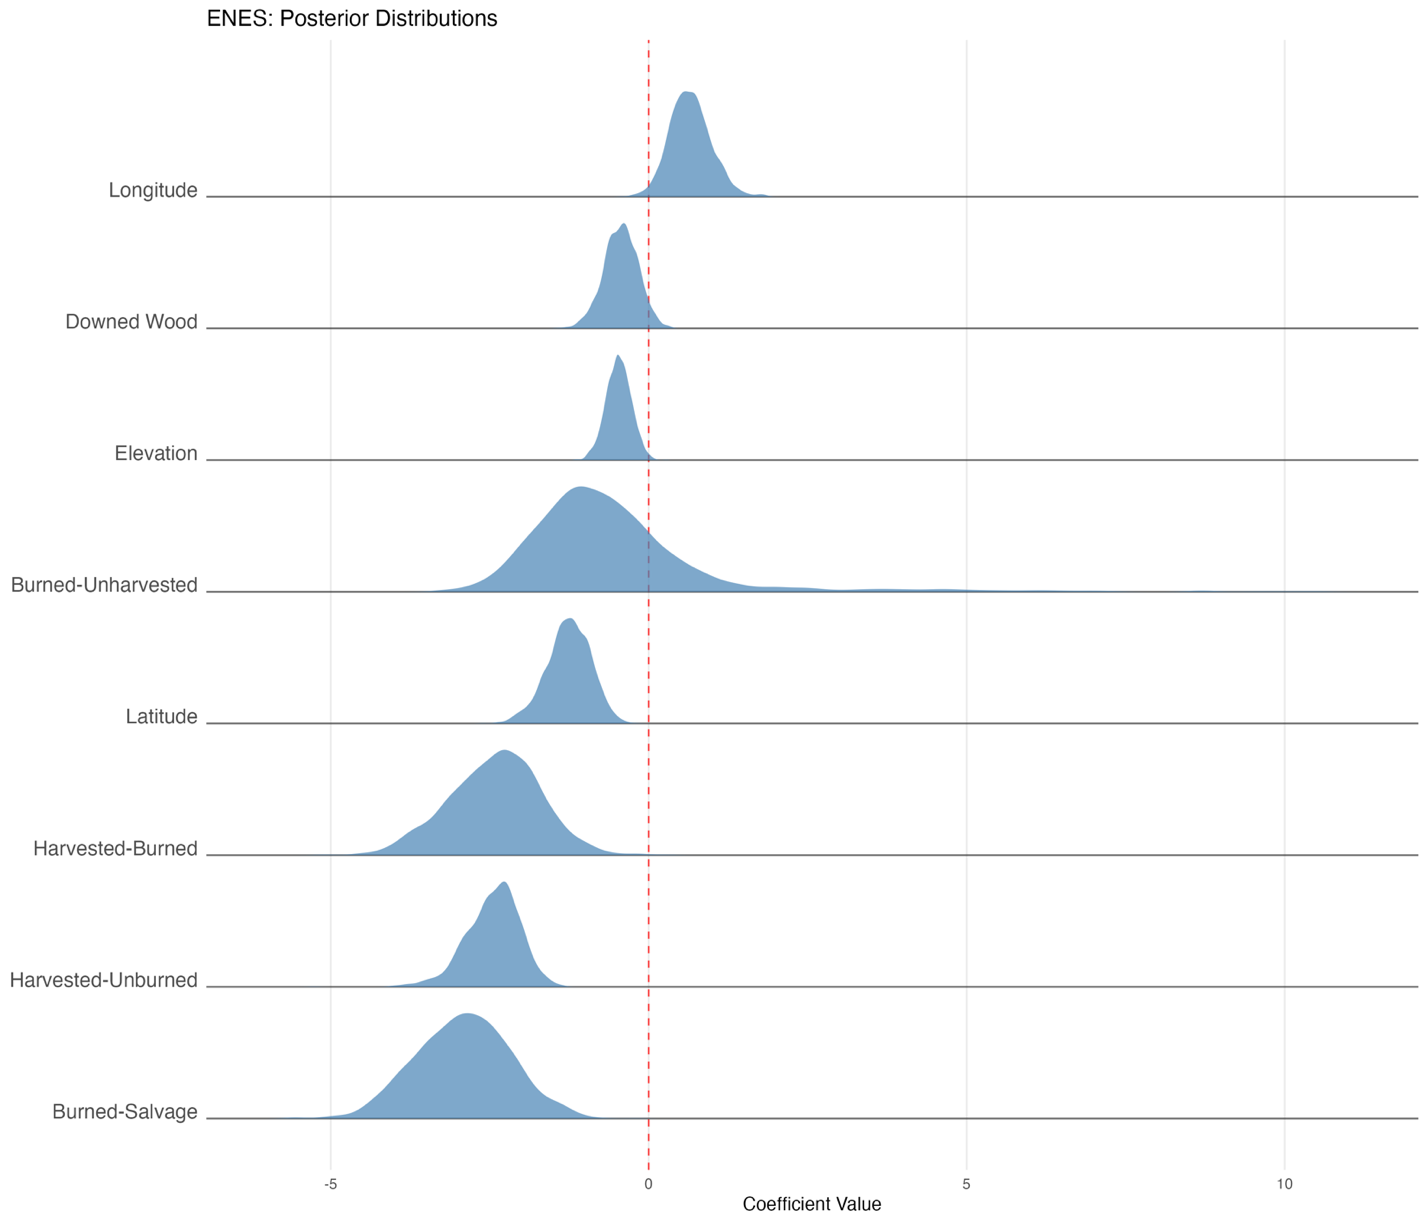 ENES: Posterior Distributions
Longitude
Downed Wood
Elevation
Burned-Unharvested
Latitude
Harvested-Burned
Harvested-Unburned
Burned-Salvage
-5 0 5 10
Coefficient Value